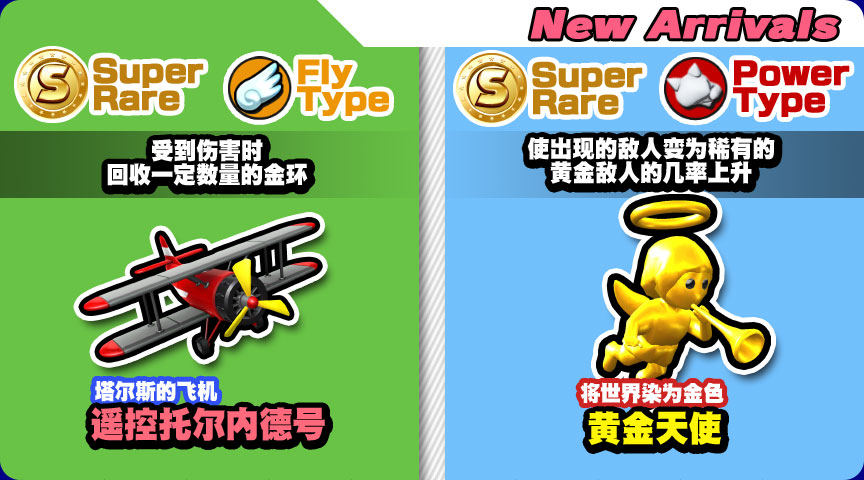 New Arrivals
S
Super
Rare
Fly
Type
受到伤害时
回收一定数量的金环
塔尔斯的飞机
遥控托尔内德号
S
Super
Rare
Power
Type
使出现的敌人变为稀有的
黄金敌人的几率上升
将世界染为金色
黄金天使